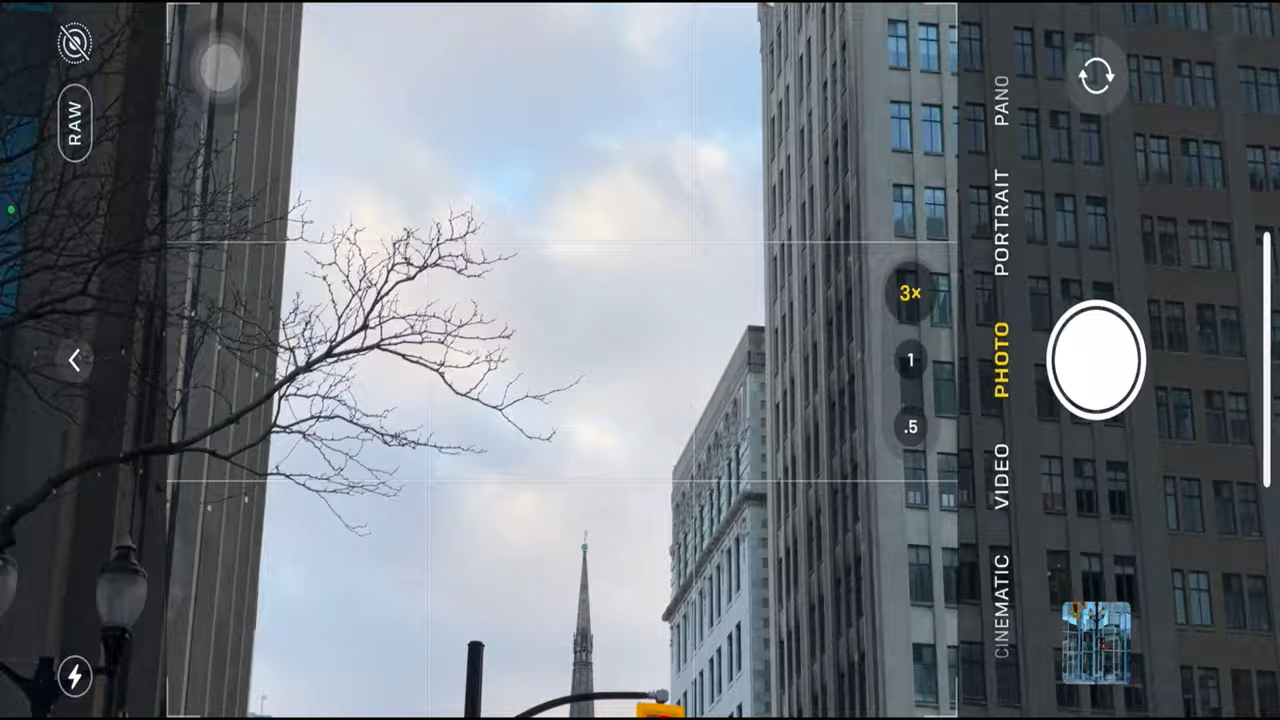 RAW
3×
1
.5
PANO
PORTRAIT
PHOTO
VIDEO
CINEMATIC